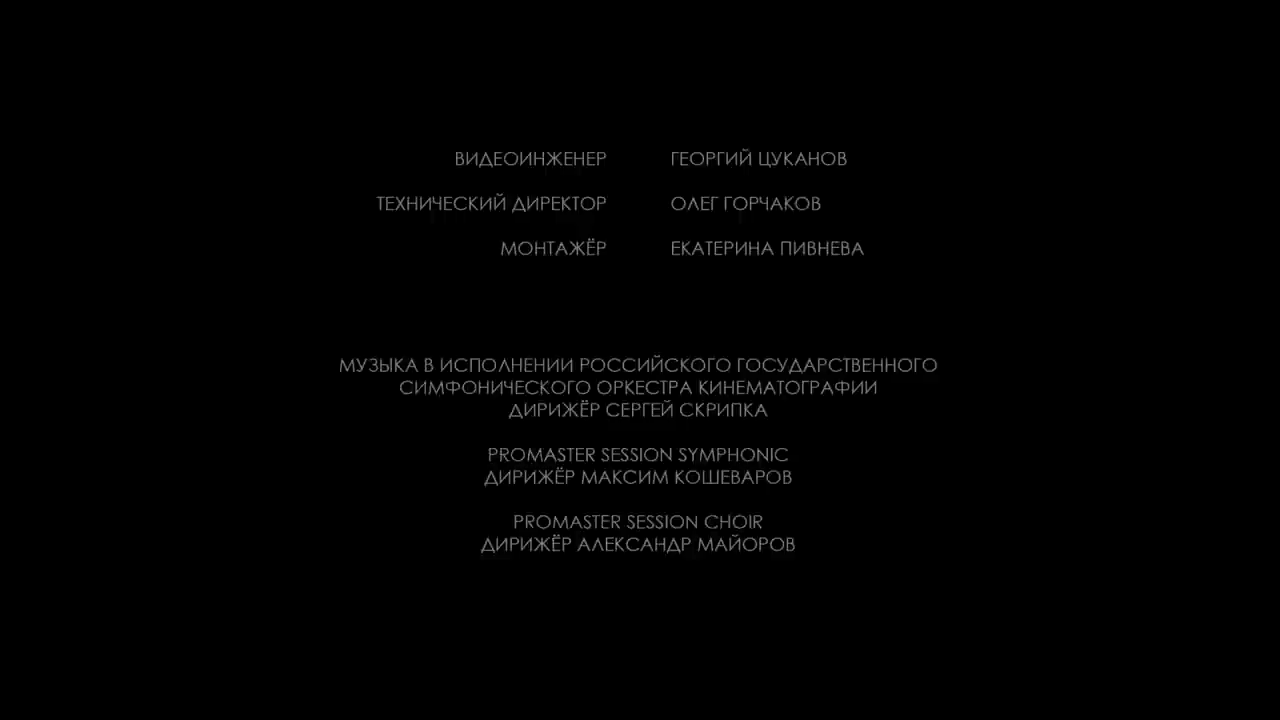 ВИДЕОИНЖЕНЕР ГЕОРГИЙ ЦУКАНОВ
ТЕХНИЧЕСКИЙ ДИРЕКТОР ОЛЕГ ГОРЧАКОВ
МОНТАЖЁР ЕКАТЕРИНА ПИВНЕВА
МУЗЫКА В ИСПОЛНЕНИИ РОССИЙСКОГО ГОСУДАРСТВЕННОГО
СИМФОНИЧЕСКОГО ОРКЕСТРА КИНЕМАТОГРАФИИ
ДИРИЖЁР СЕРГЕЙ СКРИПКА
PROMASTER SESSION SYMPHONIC
ДИРИЖЁР МАКСИМ КОШЕВАРОВ
PROMASTER SESSION CHOIR
ДИРИЖЁР АЛЕКСАНДР МАЙОРОВ